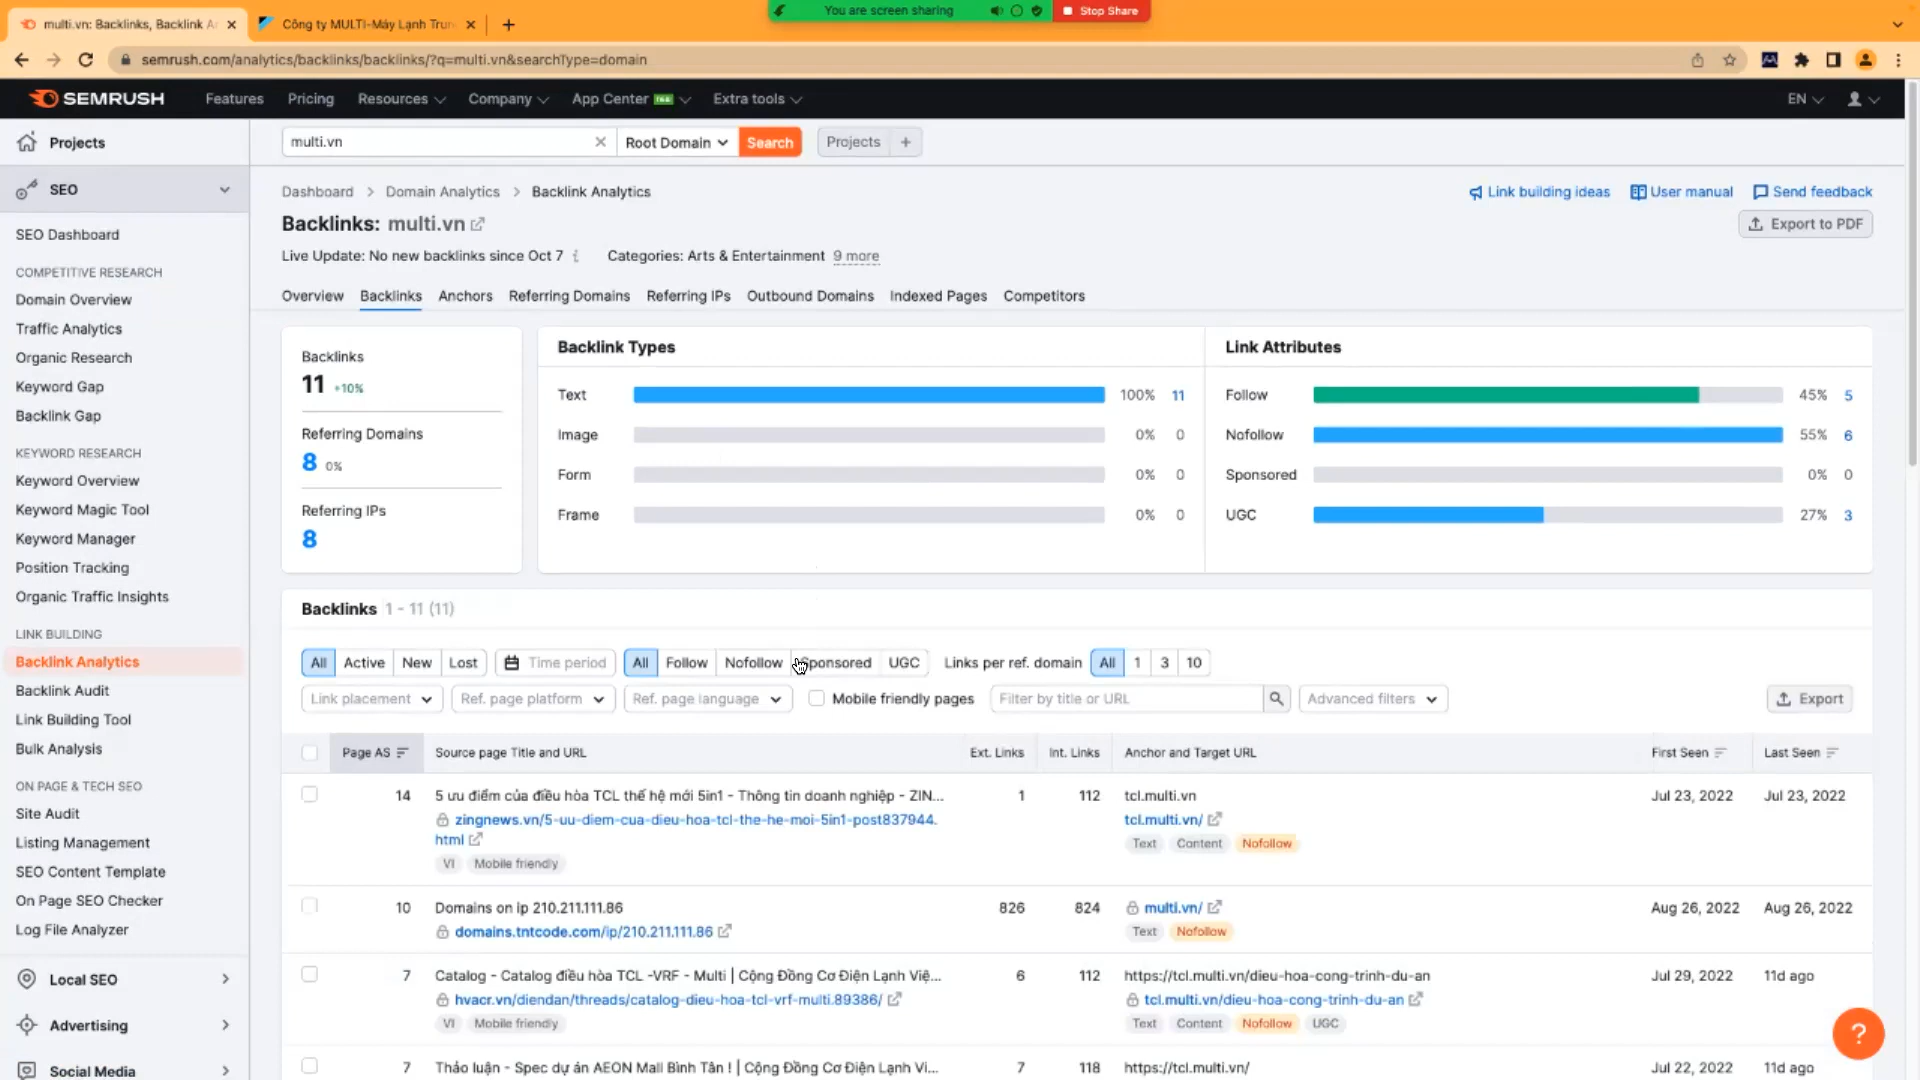 multi.vn: Backlinks, Backlink Ar
Công ty MULTI-Máy Lạnh Trun
You are screen sharing
Stop Share
semrush.com/analytics/backlinks/backlinks/?q=multi.vn&searchType=domain
SEMRUSH
Features
Pricing
Resources
Company
App Center
Extra tools
EN
Projects
multi.vn
Root Domain
Search
Projects +
SEO
Dashboard > Domain Analytics > Backlink Analytics
Link building ideas
User manual
Send feedback
Backlinks: multi.vn
Export to PDF
SEO Dashboard
Live Update: No new backlinks since Oct 7 i
Categories: Arts & Entertainment 9 more
COMPETITIVE RESEARCH
Domain Overview
Traffic Analytics
Organic Research
Keyword Gap
Backlink Gap
Overview Backlinks Anchors Referring Domains Referring IPs Outbound Domains Indexed Pages Competitors
Backlinks
11 +10%
Referring Domains
8 0%
Referring IPs
8
Backlink Types
Text 100% 11
Image 0% 0
Form 0% 0
Frame 0% 0
Link Attributes
Follow 45% 5
Nofollow 55% 6
Sponsored 0% 0
UGC 27% 3
KEYWORD RESEARCH
Keyword Overview
Keyword Magic Tool
Keyword Manager
Position Tracking
Organic Traffic Insights
LINK BUILDING
Backlink Analytics
Backlink Audit
Link Building Tool
Bulk Analysis
ON PAGE & TECH SEO
Site Audit
Listing Management
SEO Content Template
On Page SEO Checker
Log File Analyzer
Local SEO
Advertising
Social Media
Backlinks 1 - 11 (11)
All Active New Lost
Time period
All Follow Nofollow Sponsored UGC
Links per ref. domain All 1 3 10
Link placement
Ref. page platform
Ref. page language
Mobile friendly pages
Filter by title or URL
Advanced filters
Export
Page AS Source page Title and URL Ext. Links Int. Links Anchor and Target URL First Seen Last Seen
14 5 ưu điểm của điều hòa TCL thế hệ mới 5in1 - Thông tin doanh nghiệp - ZIN... 1 112 tcl.multi.vn Jul 23, 2022 Jul 23, 2022
zingnews.vn/5-uu-diem-cua-dieu-hoa-tcl-the-he-moi-5in1-post837944. tcl.multi.vn/
html Text Content Nofollow
VI Mobile friendly
10 Domains on ip 210.211.111.86 826 824 multi.vn/ Aug 26, 2022 Aug 26, 2022
domains.tntcode.com/ip/210.211.111.86 Text Nofollow
7 Catalog - Catalog điều hòa TCL -VRF - Multi | Cộng Đồng Cơ Điện Lạnh Việ... 6 112 https://tcl.multi.vn/dieu-hoa-cong-trinh-du-an Jul 29, 2022 11d ago
hvacr.vn/diendan/threads/catalog-dieu-hoa-tcl-vrf-multi.89386/ tcl.multi.vn/dieu-hoa-cong-trinh-du-an
VI Mobile friendly Text Content Nofollow UGC
7 Thảo luận - Spec dự án AEON Mall Bình Tân ! | Cộng Đồng Cơ Điện Lạnh Vi... 7 118 https://tcl.multi.vn/ Jul 22, 2022 11d ago
?